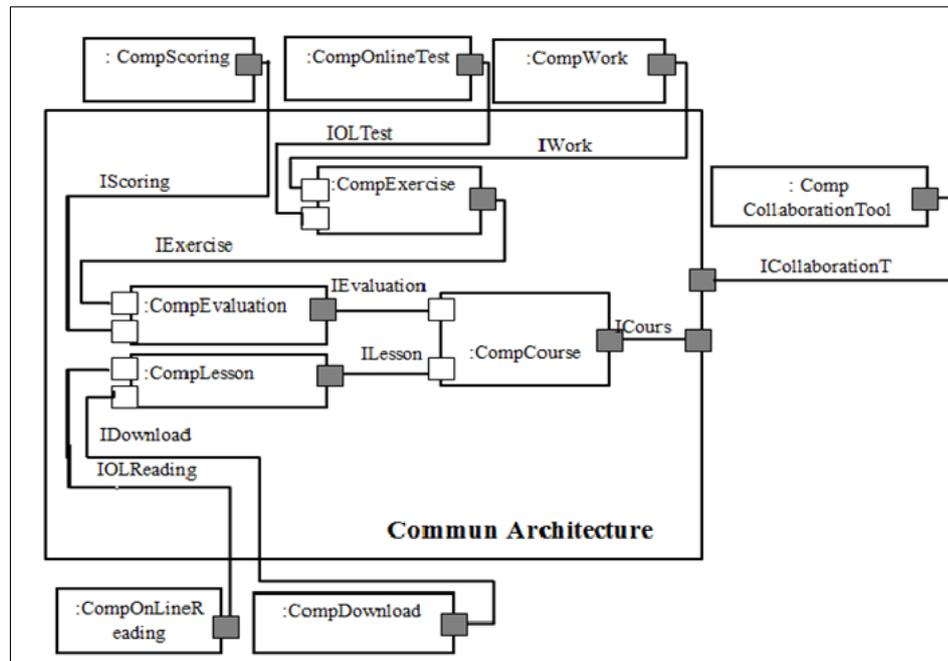 : CompScoring
:CompOnlineTest
:CompWork
IOLTest
IWork
IScoring
:CompExercise
: Comp
CollaborationTool
IExercise
ICollaborationT
IEvaluation
:CompEvaluation
ICours
ILesson
:CompCourse
:CompLesson
IDownload
IOLReading
Commun Architecture
:CompOnLineR
eading
:CompDownload